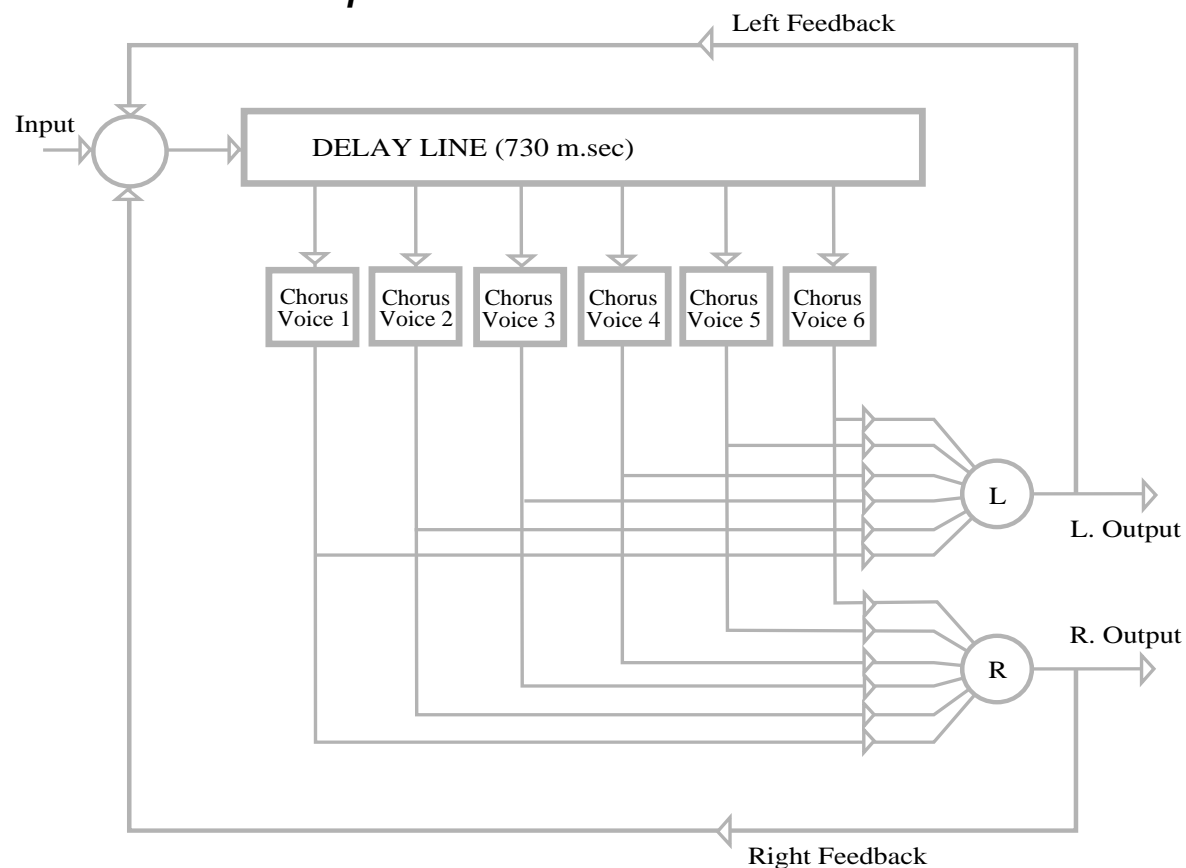 Left Feedback
Input
DELAY LINE (730 m.sec)
Chorus
Voice 1
Chorus
Voice 2
Chorus
Voice 3
Chorus
Voice 4
Chorus
Voice 5
Chorus
Voice 6
L
L. Output
R. Output
R
Right Feedback